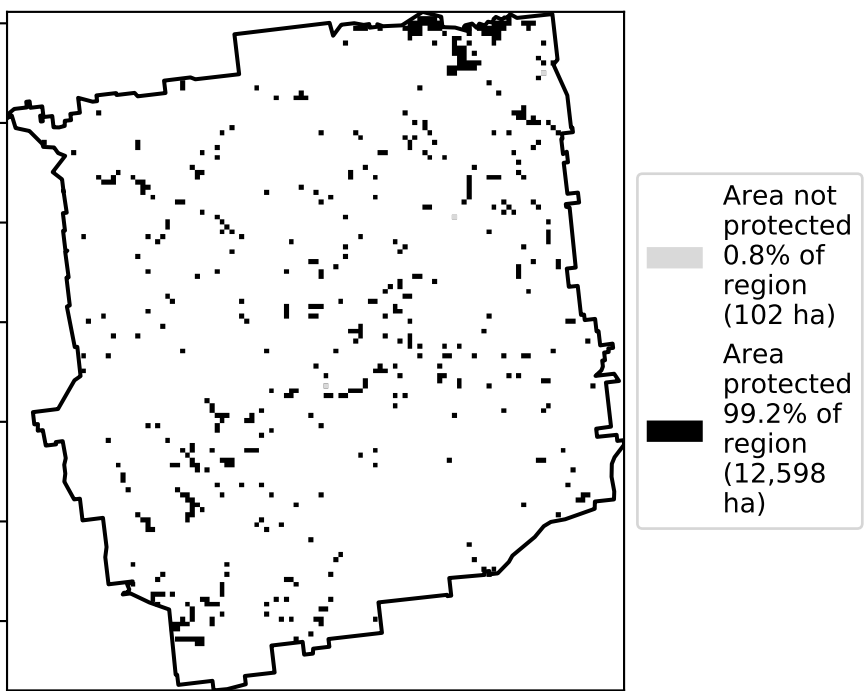 Area not
protected
0.8% of
region
(102 ha)
Area
protected
99.2% of
region
(12,598
ha)